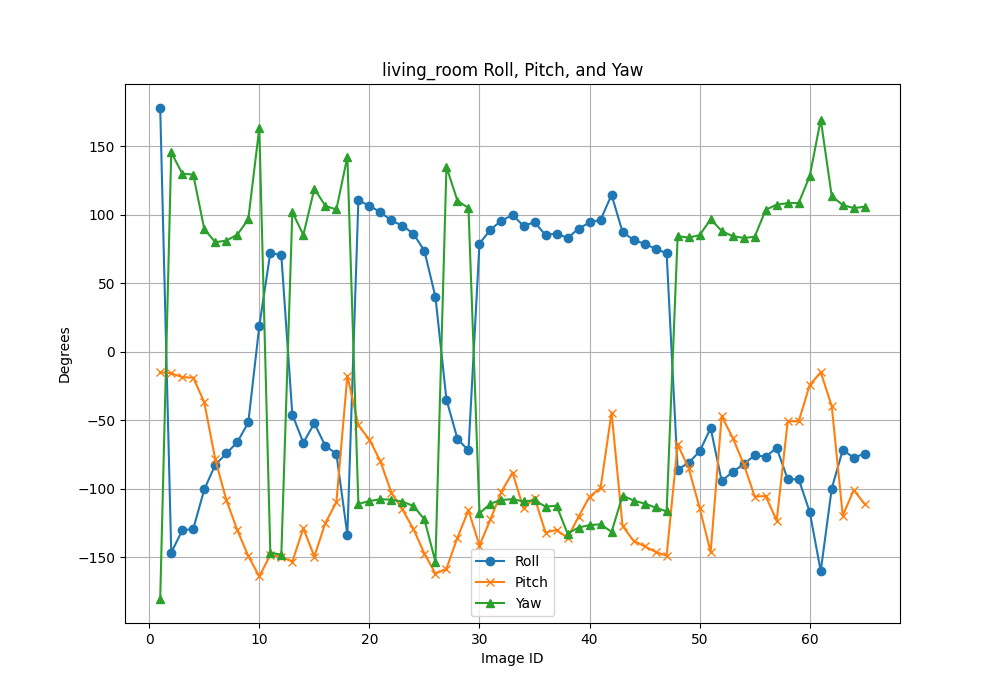 living_room Roll, Pitch, and Yaw
Degrees
150
100
50
0
−50
−100
−150
0 10 20 30 40 50 60
Image ID
Roll
Pitch
Yaw